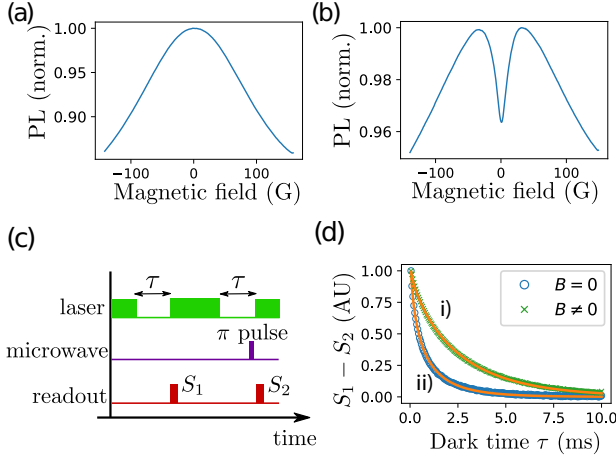 (a)
1.00
0.95
0.90
PL (norm.)
−100 0 100
Magnetic field (G)
(b)
1.00
0.98
0.96
PL (norm.)
−100 0 100
Magnetic field (G)
(c)
τ τ
laser
π pulse
microwave
readout
S₁ S₂
time
(d)
1.00
0.75
0.50
0.25
0.00
S₁ − S₂ (AU)
B = 0
B ≠ 0
i)
ii)
0.0 2.5 5.0 7.5 10.0
Dark time τ (ms)